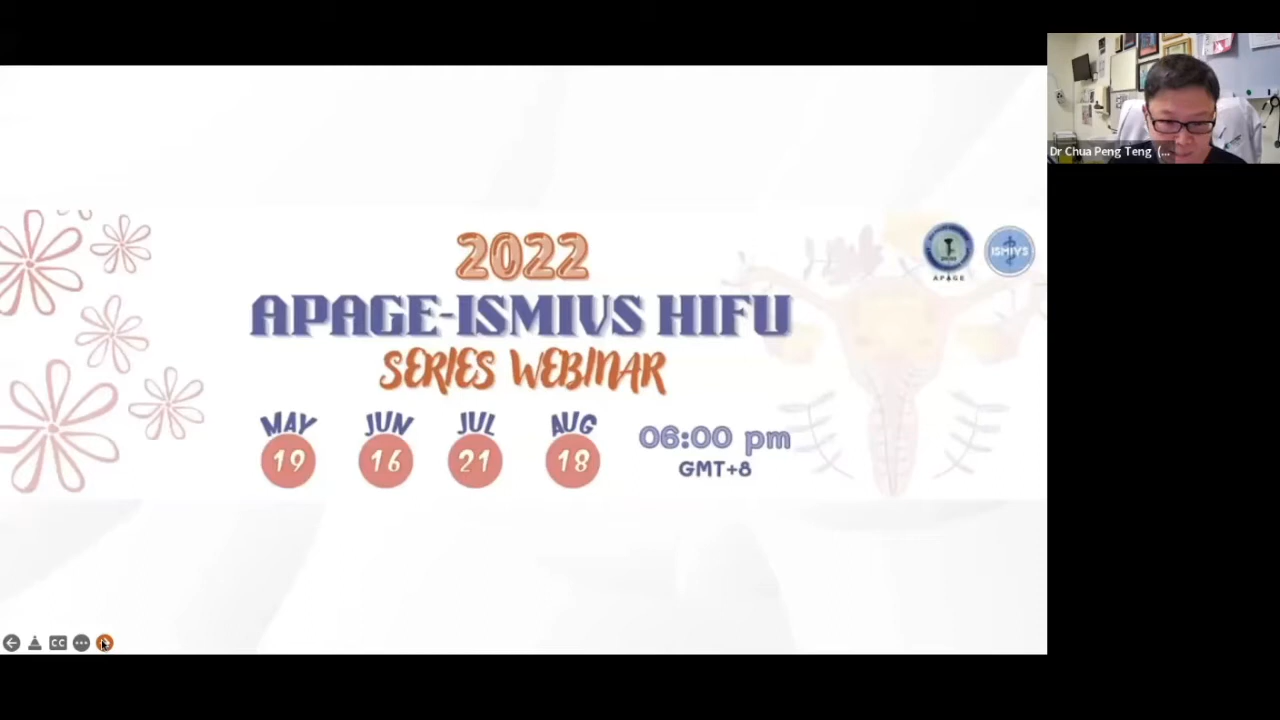 2022
APAGE-ISMIVS HIFU
SERIES WEBINAR
MAY JUN JUL AUG
19 16 21 18
06:00 pm
GMT+8
APAGE
ISMIVS
Dr Chua Peng Teng (...
CC